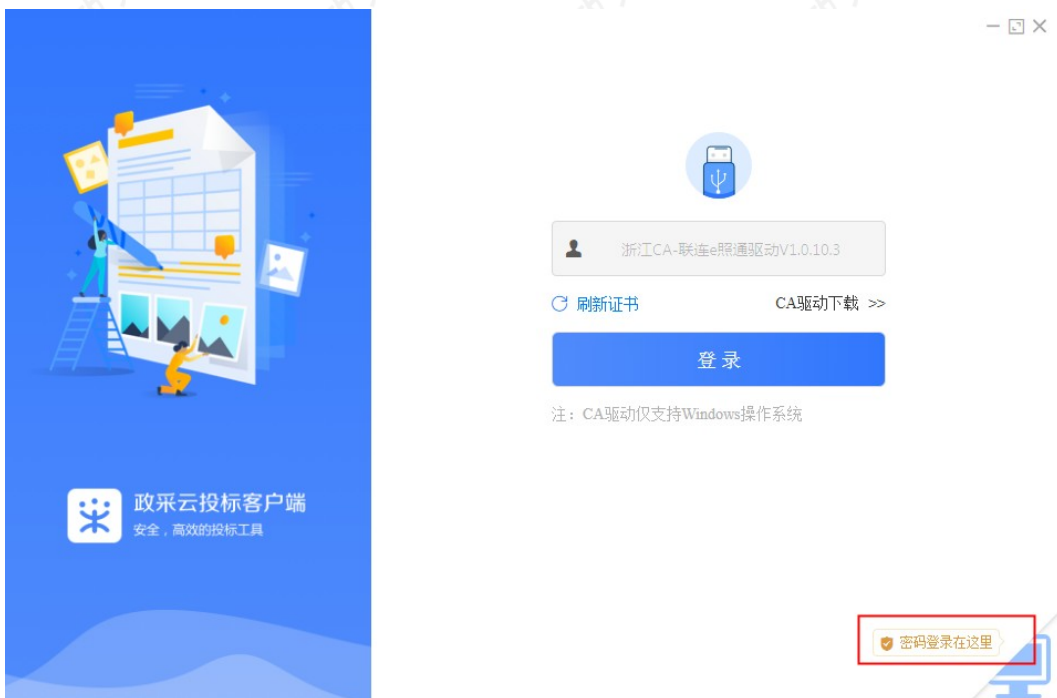 浙江CA-联连e照通驱动V1.0.10.3
刷新证书
CA驱动下载 >>
登录
注：CA驱动仅支持Windows操作系统
政采云投标客户端
安全，高效的投标工具
密码登录在这里